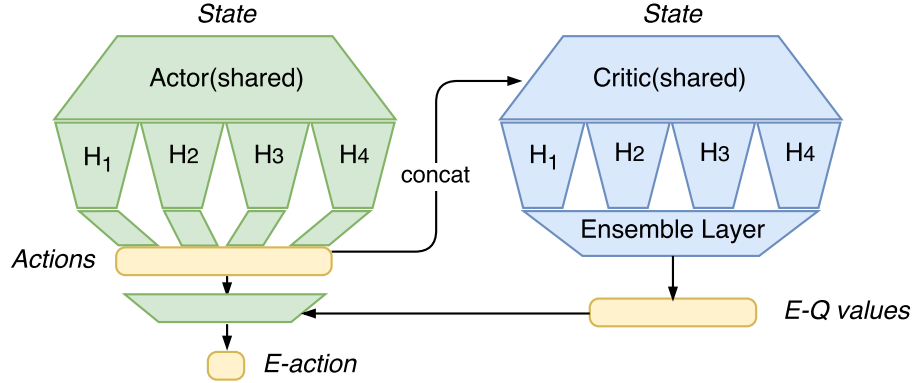 State
State
Actor(shared)
Critic(shared)
H1
H2
H3
H4
H1
H2
H3
H4
concat
Ensemble Layer
Actions
E-Q values
E-action